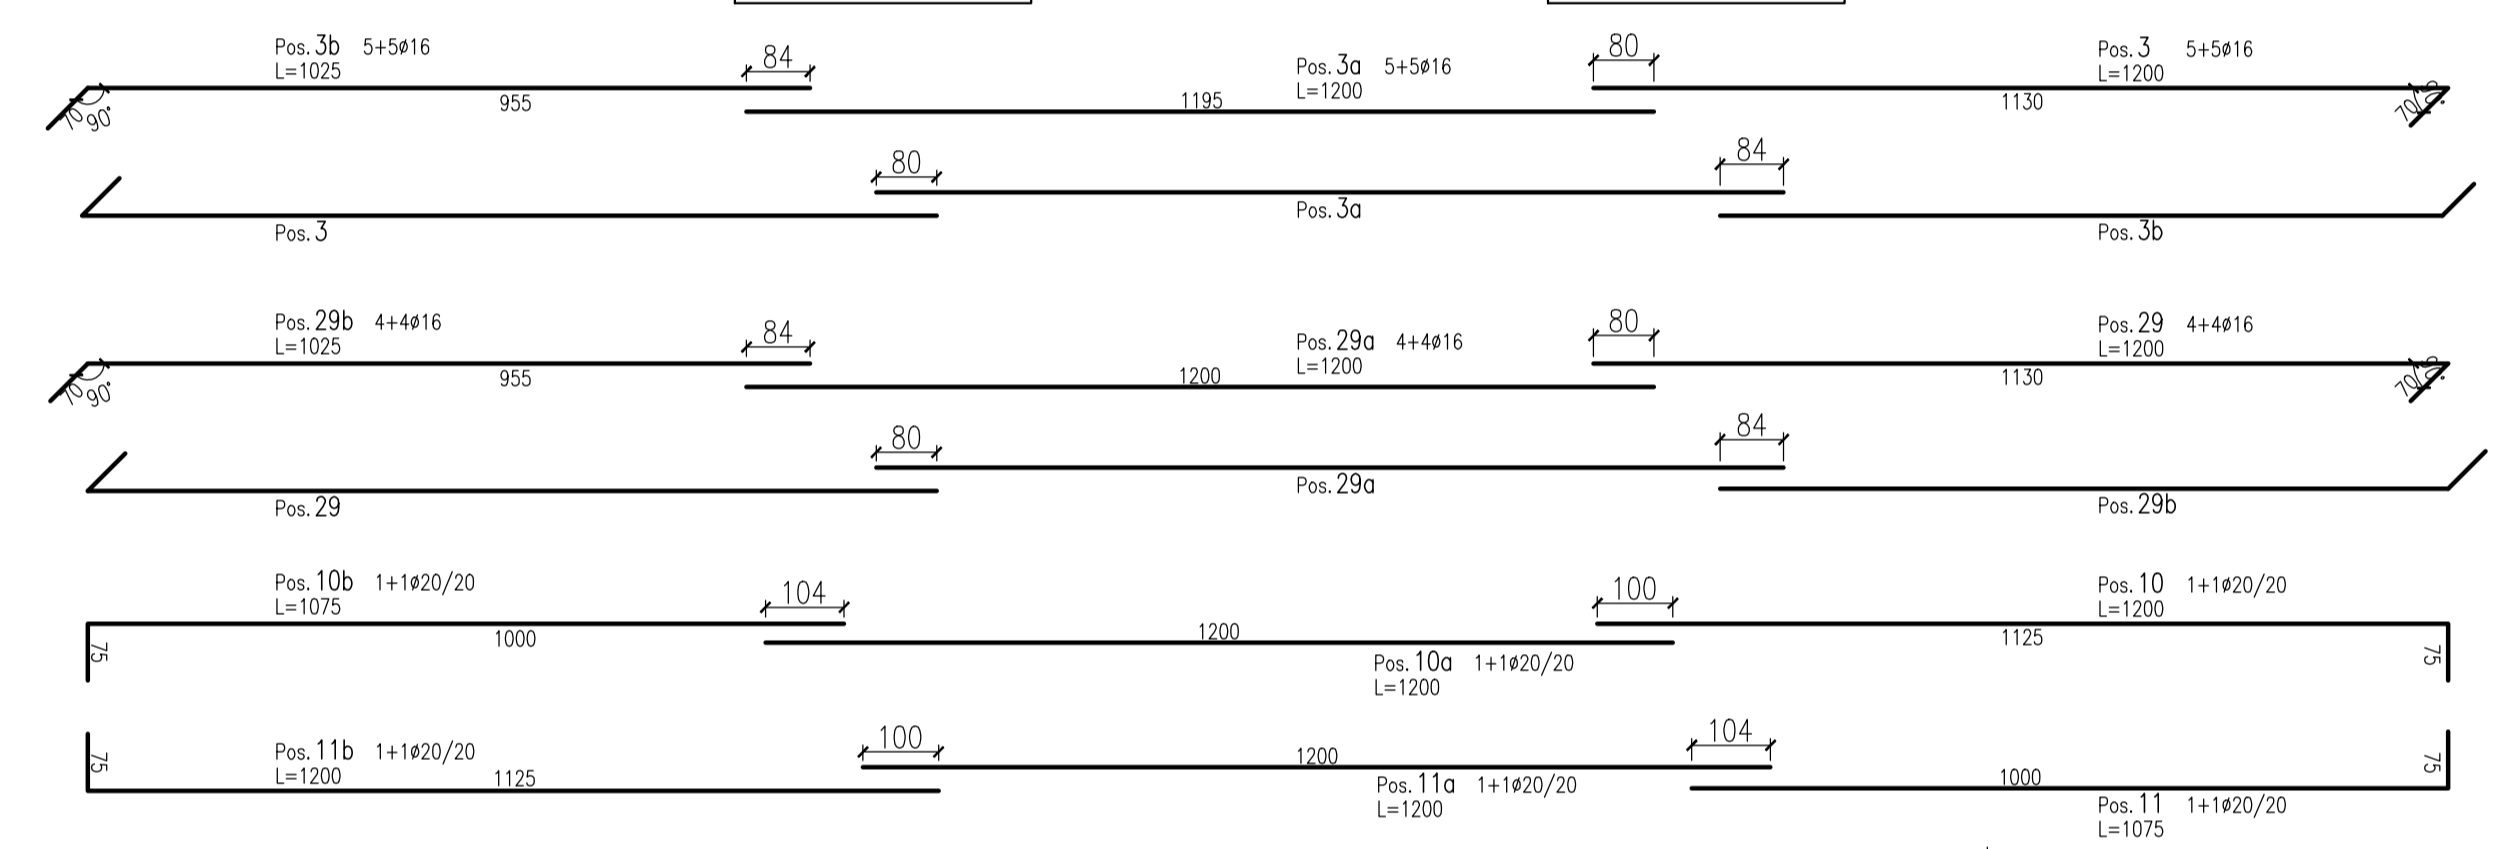 Pos. 3b 5+5ø16
L=1025
84
955
70
90°
Pos. 3a 5+5ø16
L=1200
1195
80
Pos. 3 5+5ø16
L=1200
1130
70
80
84
Pos. 3
Pos. 3a
Pos. 3b
Pos. 29b 4+4ø16
L=1025
84
955
70
90°
Pos. 29a 4+4ø16
L=1200
1200
80
Pos. 29 4+4ø16
L=1200
1130
70
80
84
Pos. 29
Pos. 29a
Pos. 29b
Pos. 10b 1+1ø20/20
L=1075
104
1000
75
1200
Pos. 10a 1+1ø20/20
L=1200
100
Pos. 10 1+1ø20/20
L=1200
1125
75
75
Pos. 11b 1+1ø20/20
L=1200
1125
100
1200
Pos. 11a 1+1ø20/20
L=1200
104
1000
75
Pos. 11 1+1ø20/20
L=1075